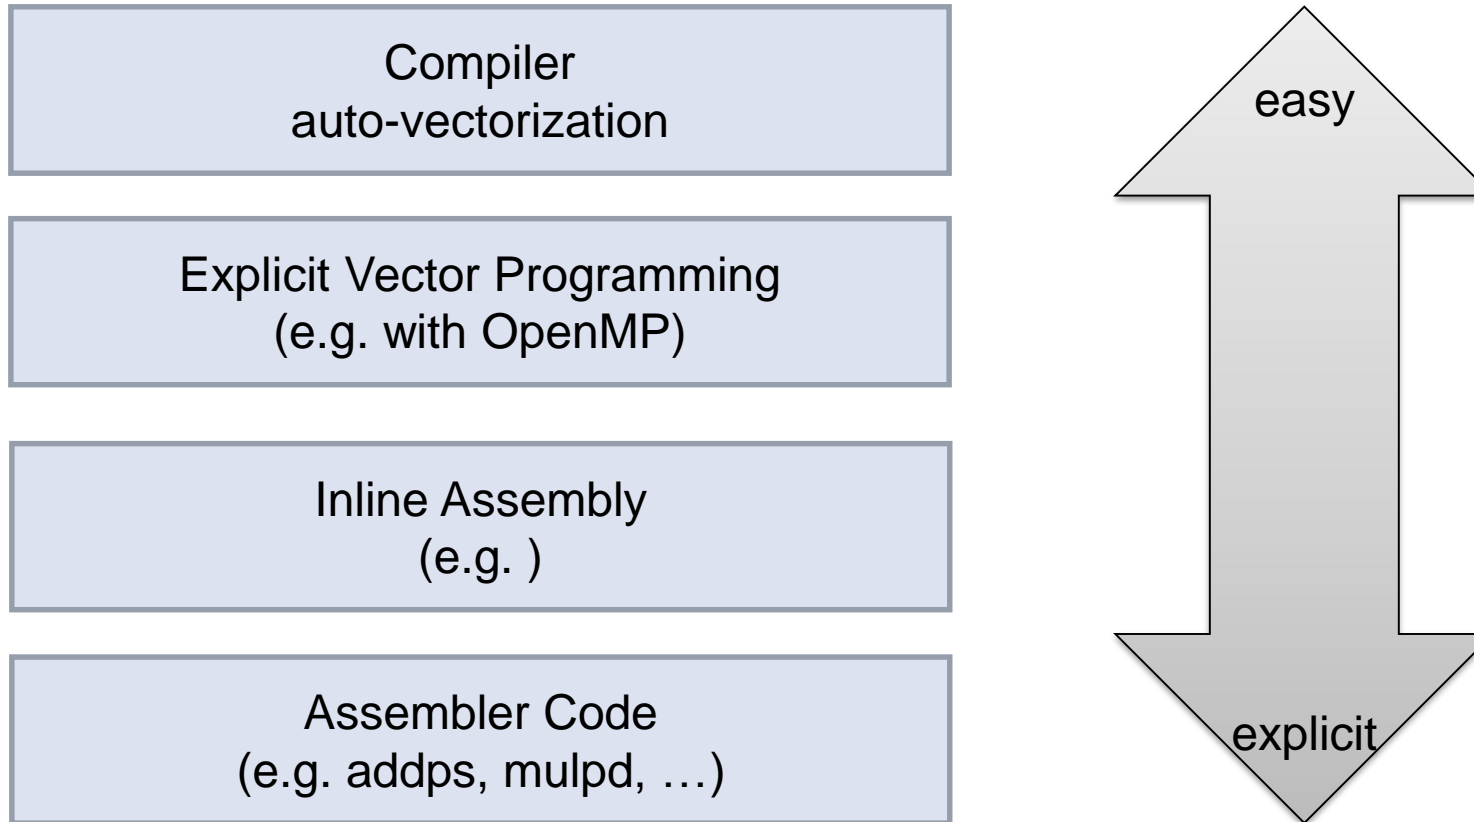 Compiler
auto-vectorization
easy
Explicit Vector Programming
(e.g. with OpenMP)
Inline Assembly
(e.g. )
Assembler Code
(e.g. addps, mulpd, …)
explicit